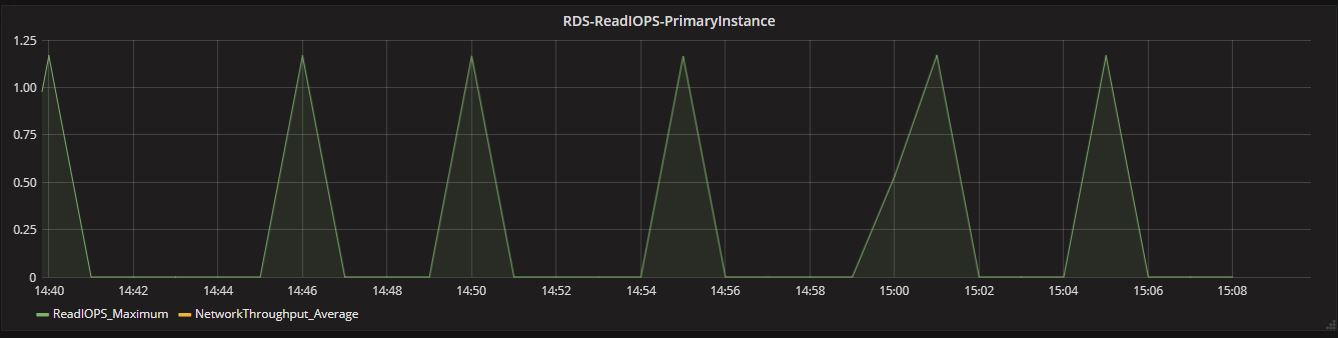 RDS-ReadIOPS-PrimaryInstance
1.25
1.00
0.75
0.50
0.25
0
14:40 14:42 14:44 14:46 14:48 14:50 14:52 14:54 14:56 14:58 15:00 15:02 15:04 15:06 15:08
ReadIOPS_Maximum NetworkThroughput_Average